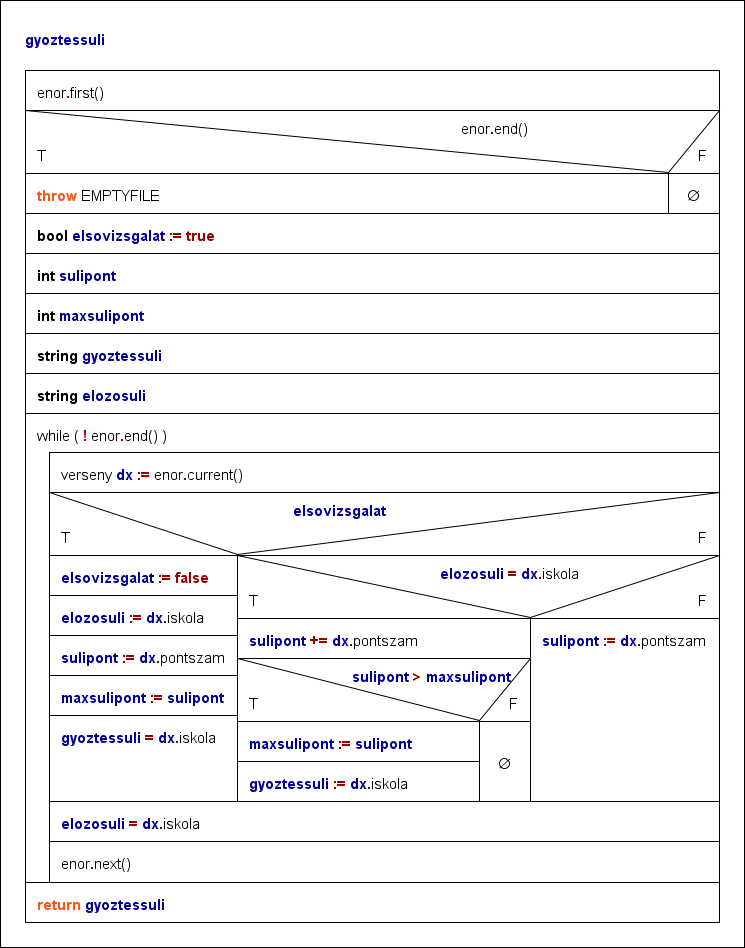 gyoztessuli
enor.first()
enor.end()
T
F
throw EMPTYFILE
∅
bool elsovizsgalat := true
int sulipont
int maxsulipont
string gyoztessuli
string elozosuli
while ( ! enor.end() )
verseny dx := enor.current()
elsovizsgalat
T
F
elsovizsgalat := false
elozosuli := dx.iskola
sulipont := dx.pontszam
maxsulipont := sulipont
gyoztessuli = dx.iskola
elozosuli = dx.iskola
T
F
sulipont += dx.pontszam
sulipont > maxsulipont
T
F
maxsulipont := sulipont
gyoztessuli := dx.iskola
∅
sulipont := dx.pontszam
elozosuli = dx.iskola
enor.next()
return gyoztessuli